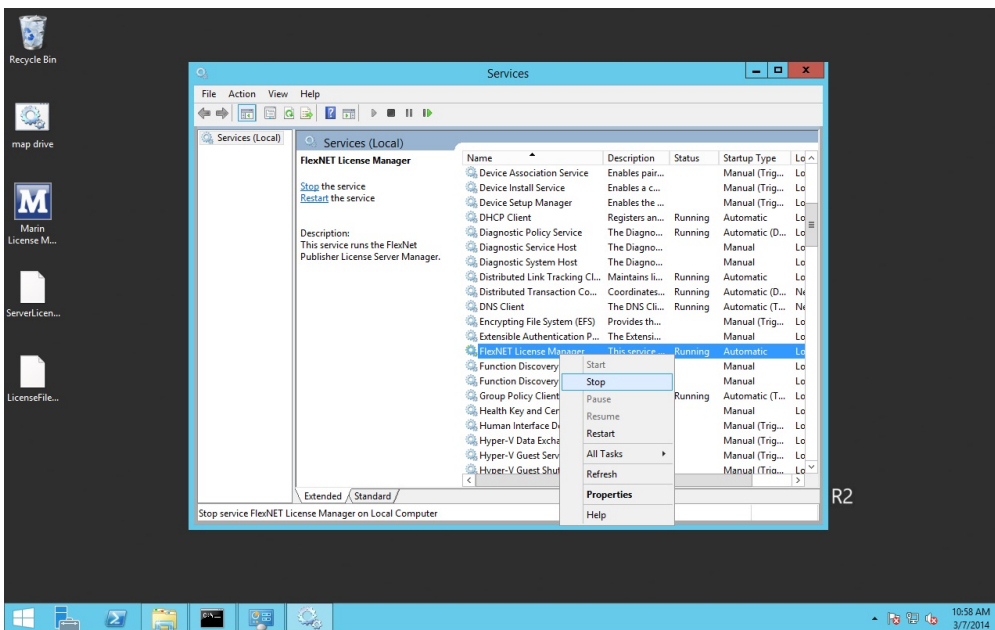 Recycle Bin
map drive
M
Marin
License M...
ServerLicen...
LicenseFile...
Services
File Action View Help
Services (Local)
Services (Local)
FlexNET License Manager
Stop the service
Restart the service
Description:
This service runs the FlexNet
Publisher License Server Manager.
Name Description Status Startup Type Lo
Device Association Service Enables pair... Manual (Trig... Lo
Device Install Service Enables a c... Manual (Trig... Lo
Device Setup Manager Enables the ... Manual (Trig... Lo
DHCP Client Registers an... Running Automatic Lo
Diagnostic Policy Service The Diagno... Running Automatic (D... Lo
Diagnostic Service Host The Diagno... Manual Lo
Diagnostic System Host The Diagno... Manual Lo
Distributed Link Tracking Cl... Maintains li... Running Automatic Lo
Distributed Transaction Co... Coordinates... Running Automatic (D... Ne
DNS Client The DNS Cli... Running Automatic (T... Ne
Encrypting File System (EFS) Provides th... Manual (Trig... Lo
Extensible Authentication P... The Extensi... Manual Lo
FlexNET License Manager This service ... Running Automatic Lo
Function Discovery Manual Lo
Function Discovery Manual Lo
Group Policy Client Running Automatic (T... Lo
Health Key and Cer Manual Lo
Human Interface D Manual (Trig... Lo
Hyper-V Data Excha Manual (Trig... Lo
Hyper-V Guest Serv Manual (Trig... Lo
Hyper-V Guest Shut Manual (Trig... Lo
Start
Stop
Pause
Resume
Restart
All Tasks
Refresh
Properties
Help
Extended Standard
Stop service FlexNET License Manager on Local Computer
R2
10:58 AM
3/7/2014